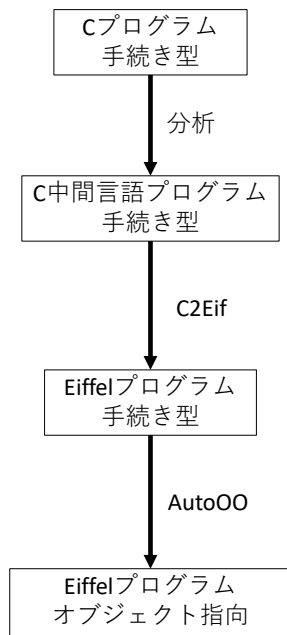 Cプログラム
手続き型
分析
C中間言語プログラム
手続き型
C2Eif
Eiffelプログラム
手続き型
AutoOO
Eiffelプログラム
オブジェクト指向